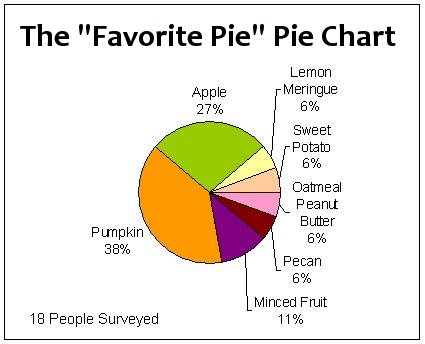 The "Favorite Pie" Pie Chart
Lemon
Meringue
6%
Apple
27%
Sweet
Potato
6%
Oatmeal
Peanut
Butter
6%
Pumpkin
38%
Pecan
6%
Minced Fruit
11%
18 People Surveyed